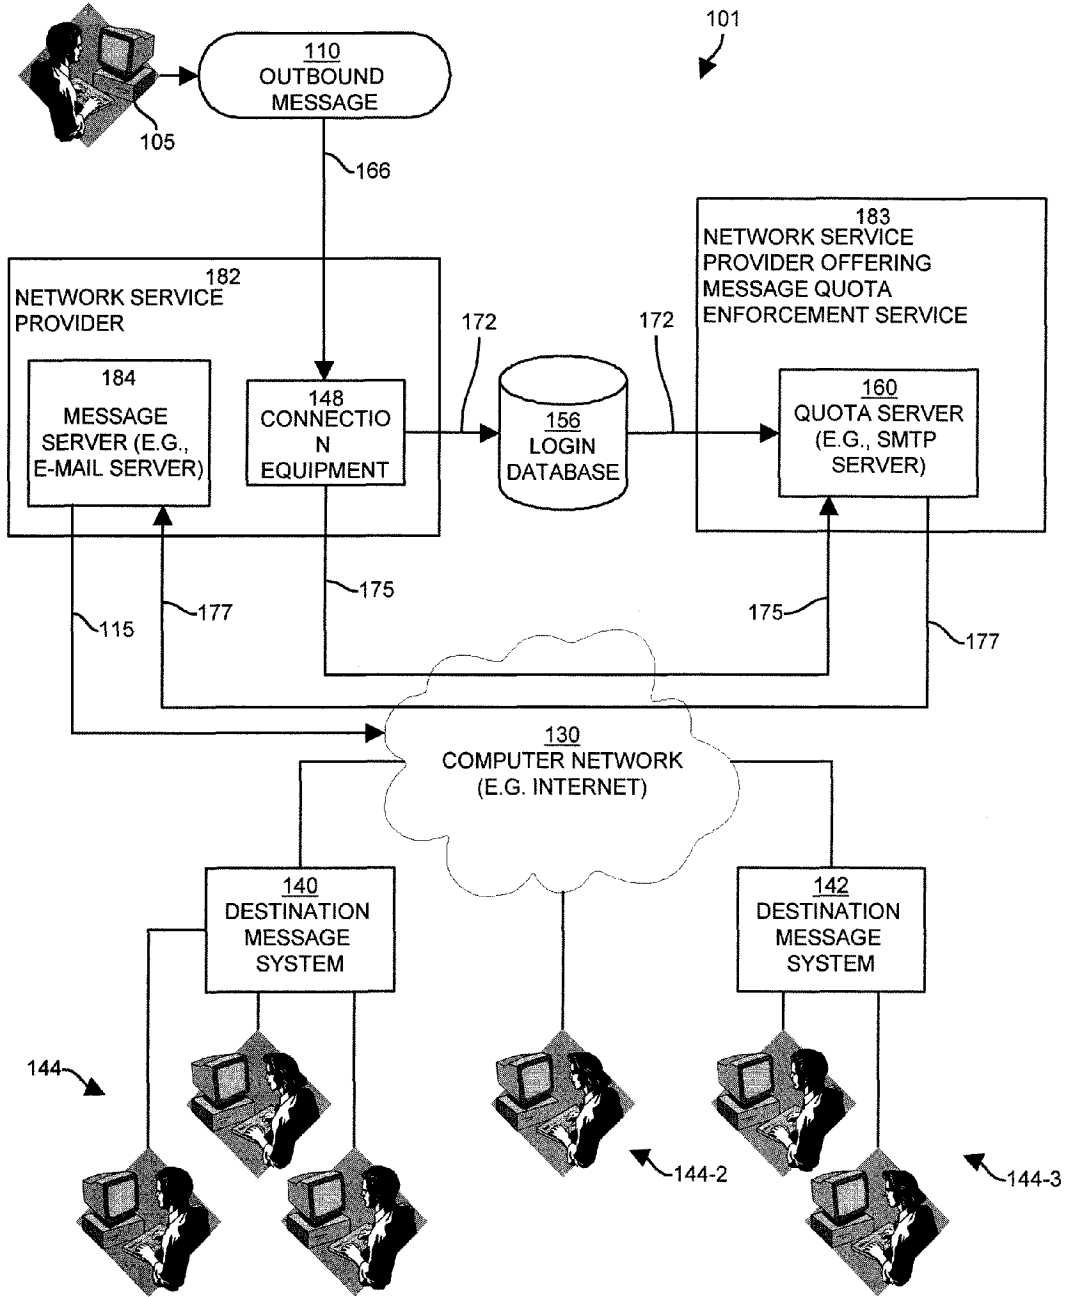 101
110
OUTBOUND
MESSAGE
105
166
182
NETWORK SERVICE
PROVIDER
183
NETWORK SERVICE
PROVIDER OFFERING
MESSAGE QUOTA
ENFORCEMENT SERVICE
184
MESSAGE
SERVER (E.G.,
E-MAIL SERVER)
148
CONNECTIO
N
EQUIPMENT
172
156
LOGIN
DATABASE
172
160
QUOTA SERVER
(E.G., SMTP
SERVER)
115
177
175
175
177
130
COMPUTER NETWORK
(E.G. INTERNET)
140
DESTINATION
MESSAGE
SYSTEM
142
DESTINATION
MESSAGE
SYSTEM
144
144-2
144-3